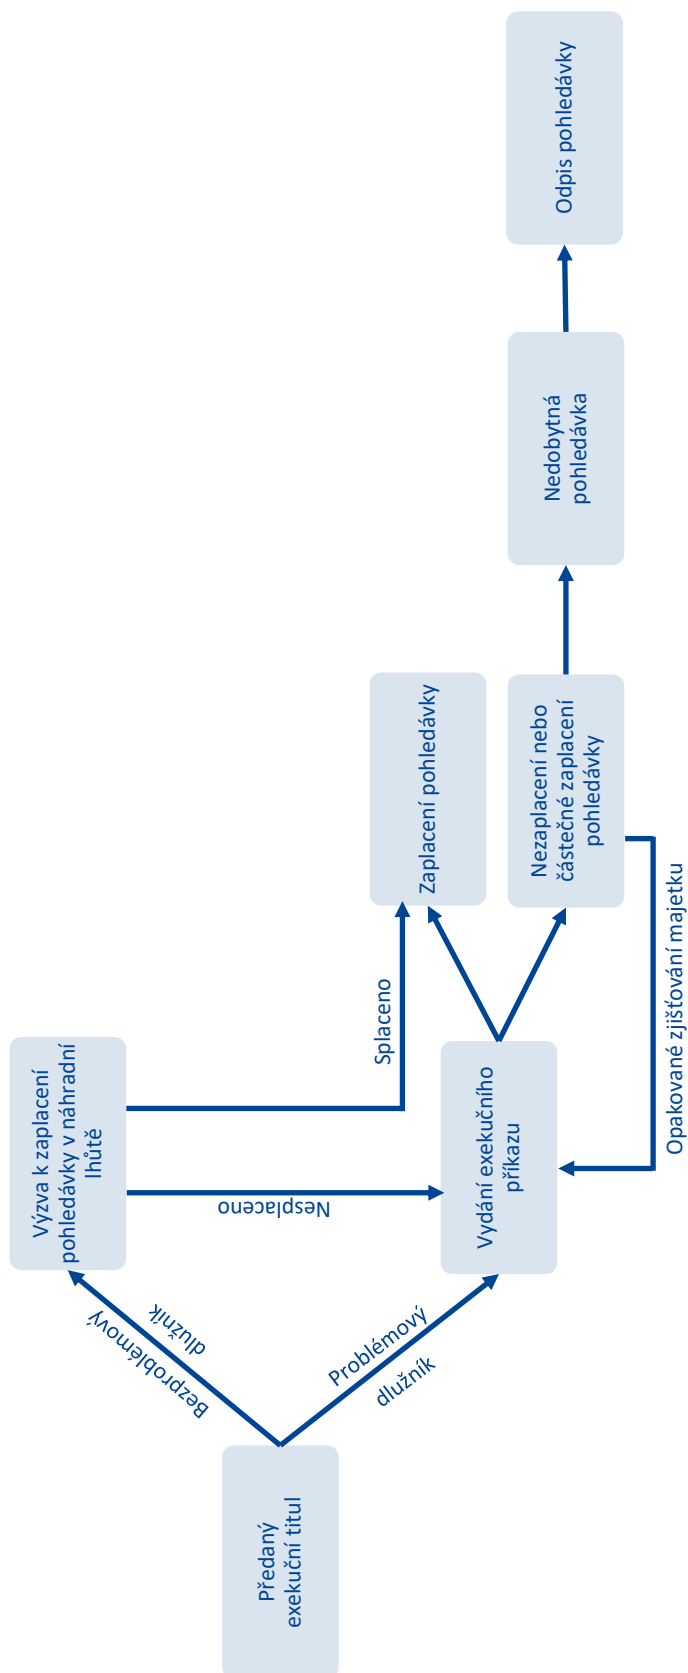 Předaný
exekuční titul
Bezproblémový
dlužník
Problémový
dlužník
Výzva k zaplacení
pohledávky v náhradní
lhůtě
Nesplaceno
Splaceno
Vydání exekučního
příkazu
Zaplacení pohledávky
Nezaplacení nebo
částečné zaplacení
pohledávky
Opakované zjišťování majetku
Nedobytná
pohledávka
Odpis pohledávky